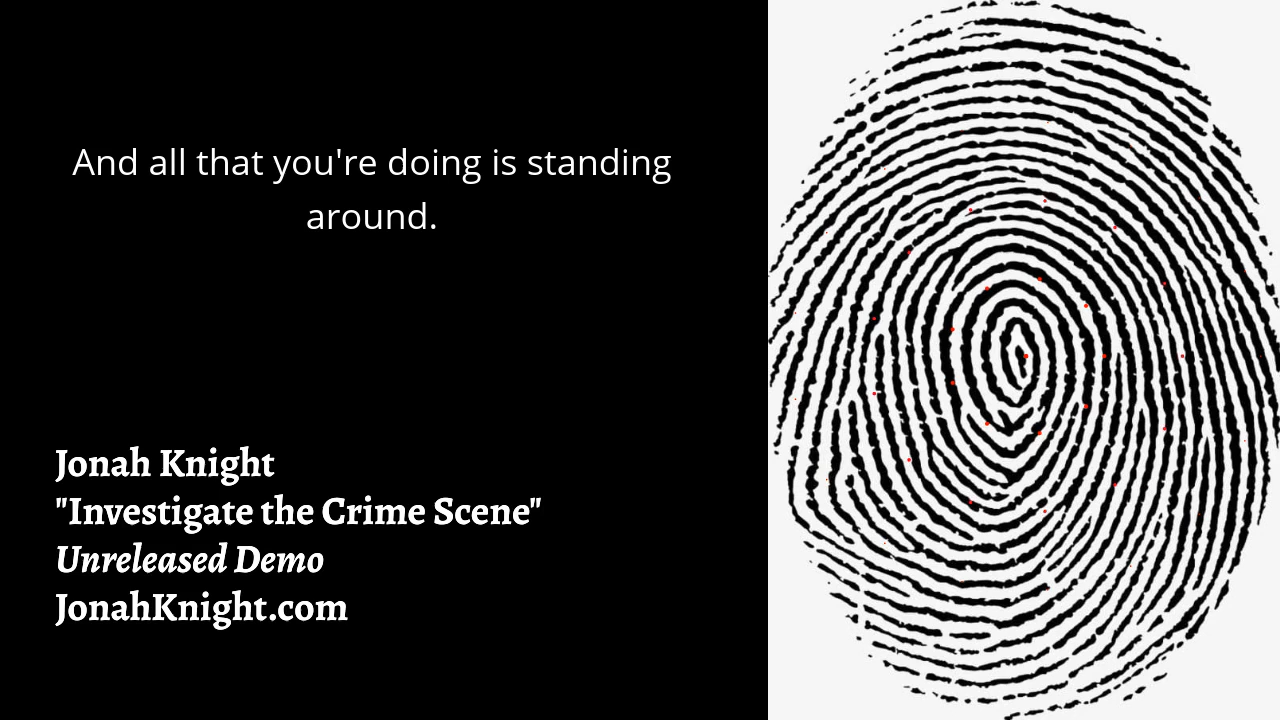 And all that you're doing is standing
around.
Jonah Knight
"Investigate the Crime Scene"
Unreleased Demo
JonahKnight.com